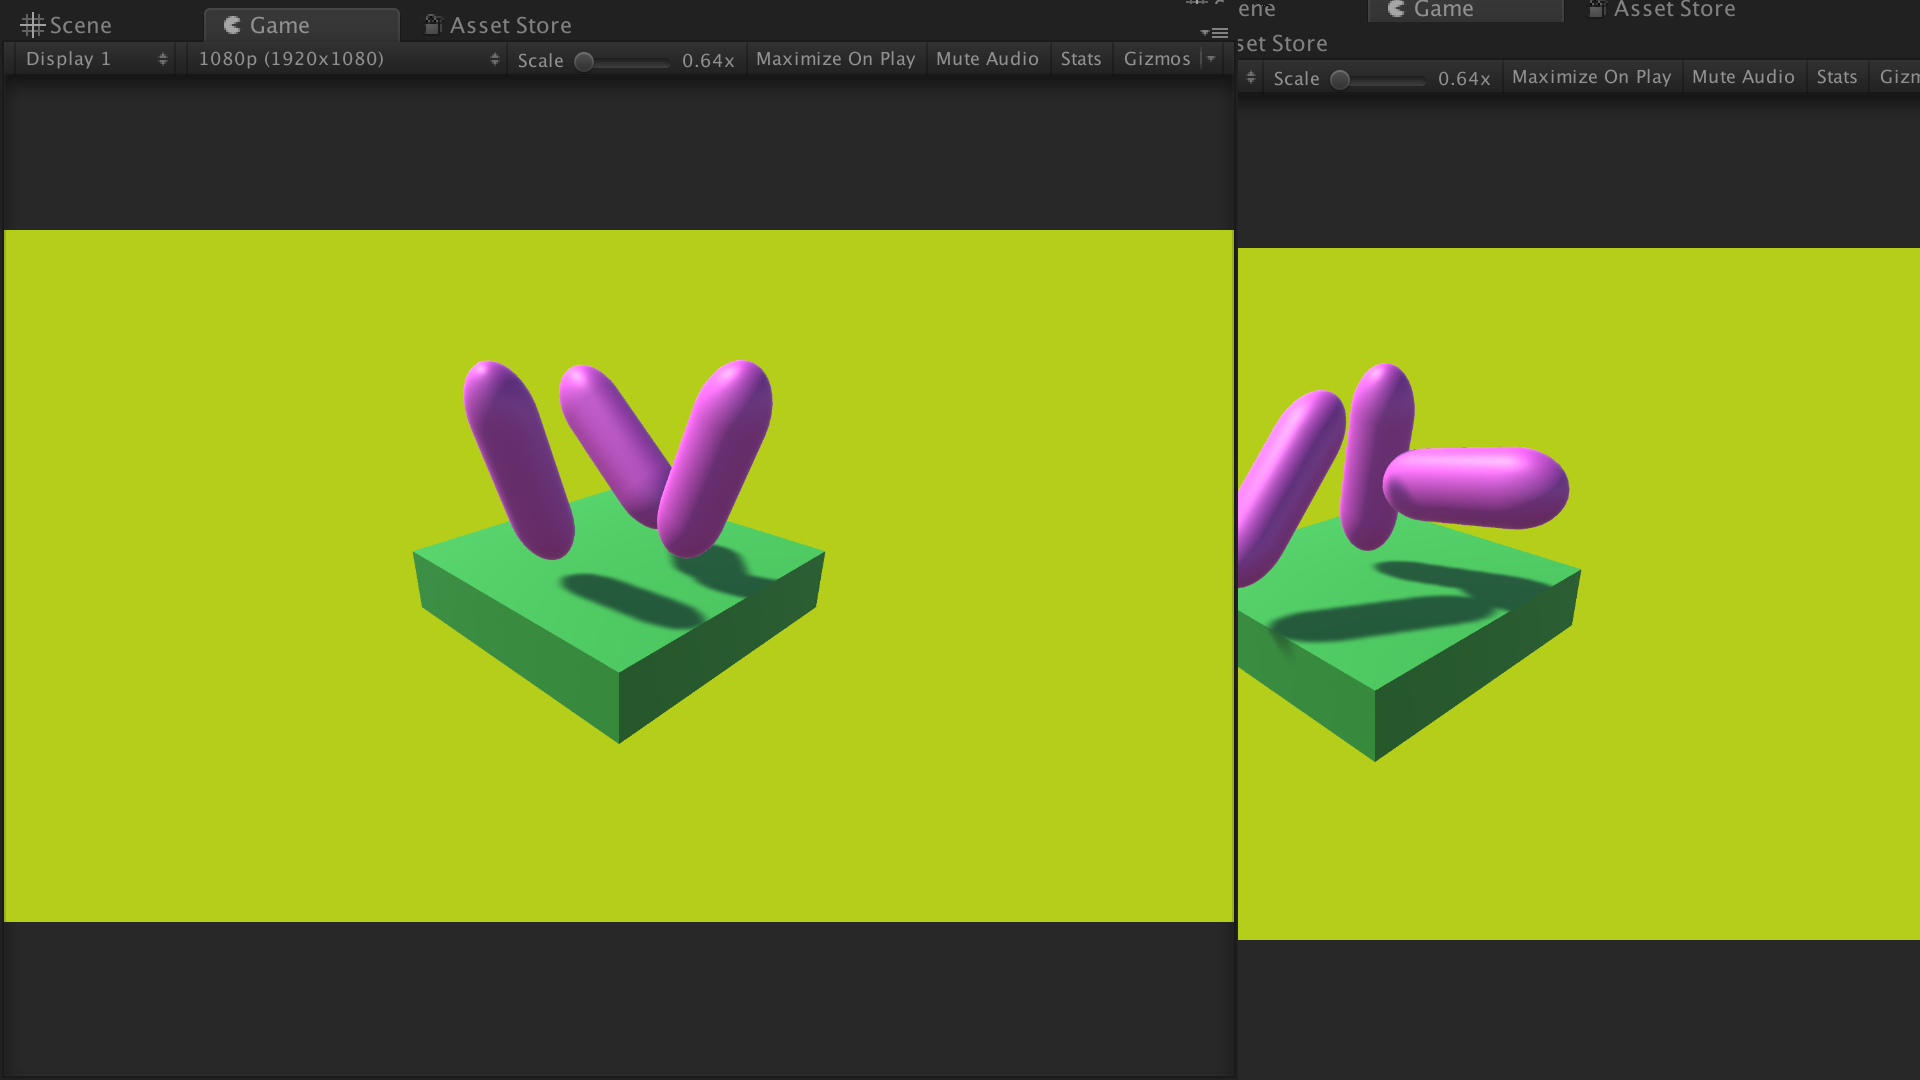 Scene Game Asset Store
Display 1 1080p (1920x1080) Scale 0.64x Maximize On Play Mute Audio Stats Gizmos
ene Game Asset Store
set Store
Scale 0.64x Maximize On Play Mute Audio Stats Gizm